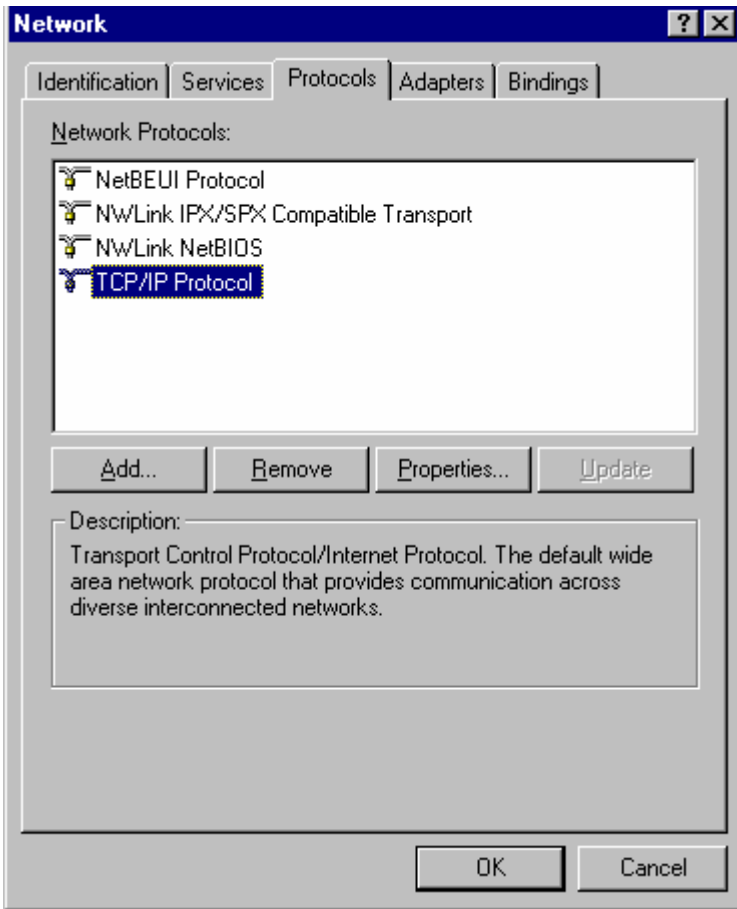 Network
Identification Services Protocols Adapters Bindings
Network Protocols:
NetBEUI Protocol
NWLink IPX/SPX Compatible Transport
NWLink NetBIOS
TCP/IP Protocol
Add... Remove Properties... Update
Description:
Transport Control Protocol/Internet Protocol. The default wide
area network protocol that provides communication across
diverse interconnected networks.
OK Cancel